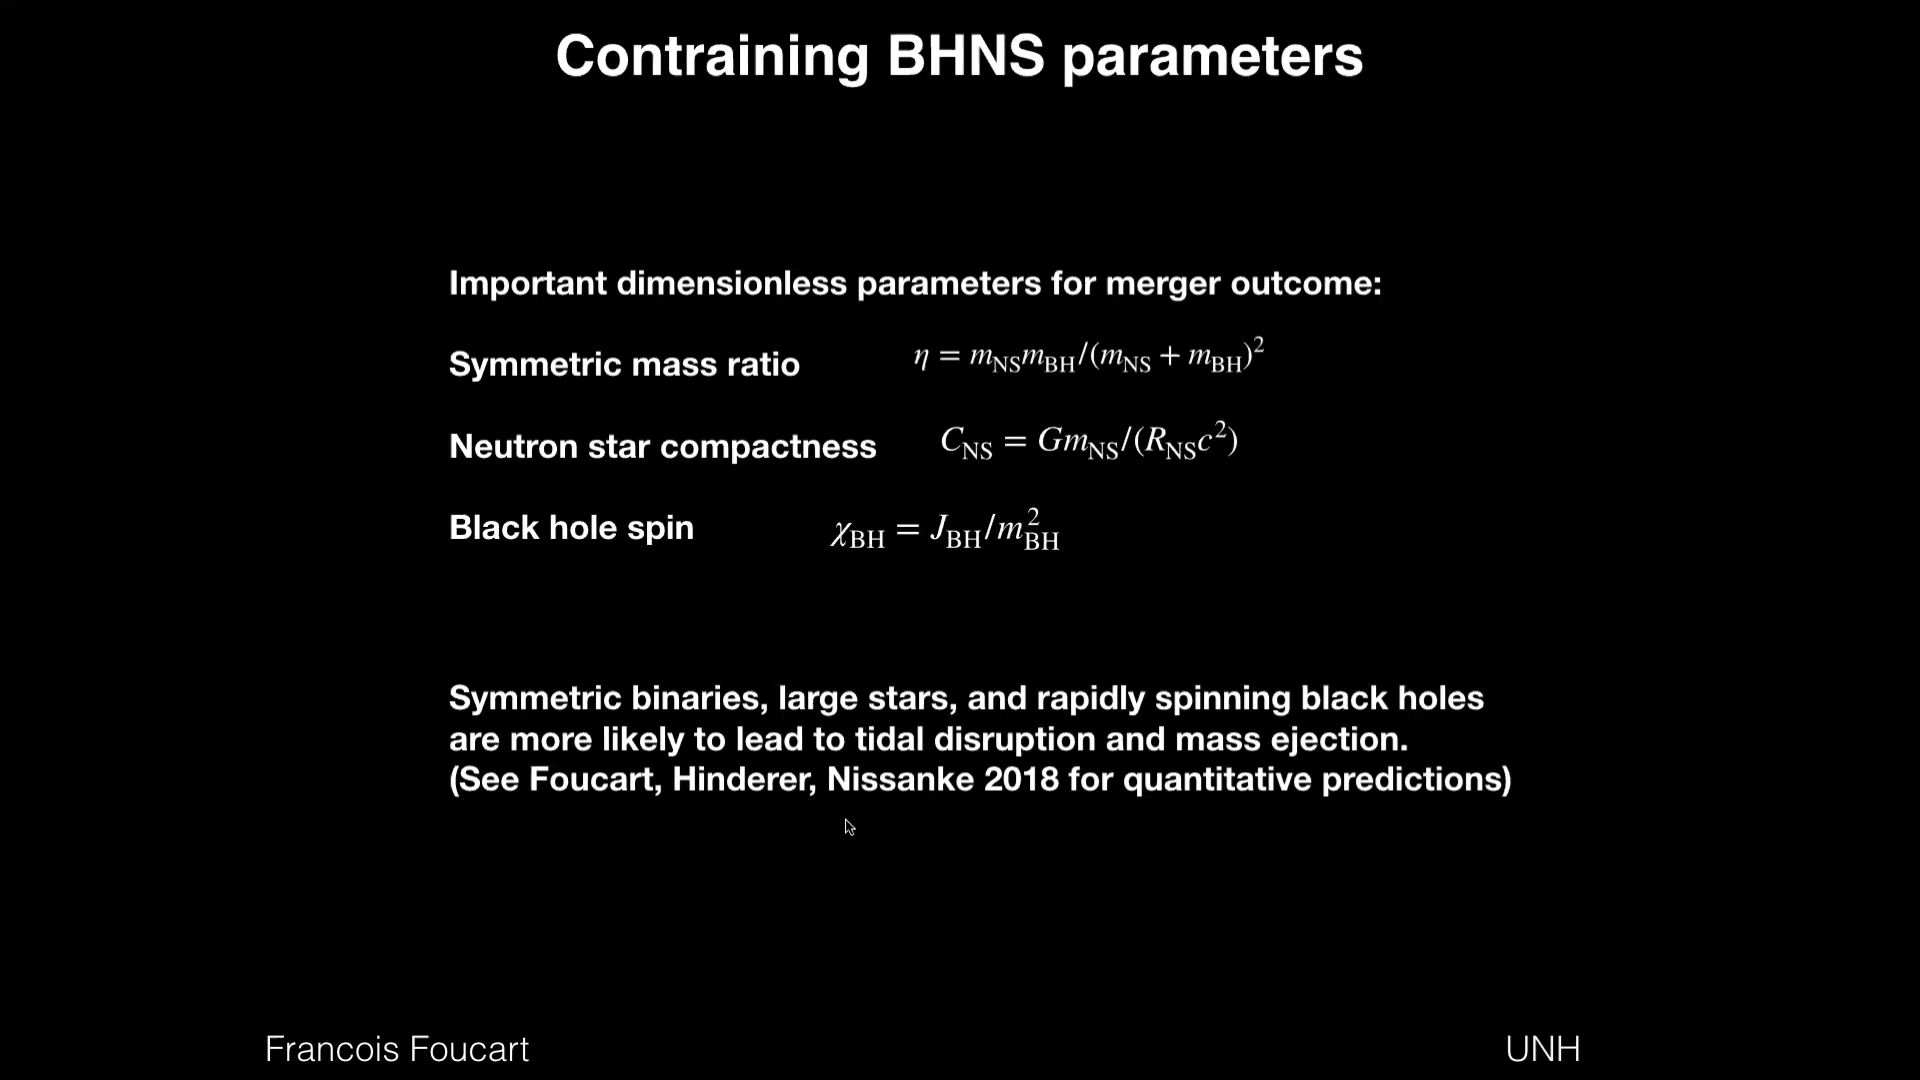 Contraining BHNS parameters
Important dimensionless parameters for merger outcome:
Symmetric mass ratio η = m_NS m_BH/(m_NS + m_BH)²
Neutron star compactness C_NS = Gm_NS/(R_NS c²)
Black hole spin χ_BH = J_BH/m²_BH
Symmetric binaries, large stars, and rapidly spinning black holes
are more likely to lead to tidal disruption and mass ejection.
(See Foucart, Hinderer, Nissanke 2018 for quantitative predictions)
Francois Foucart UNH